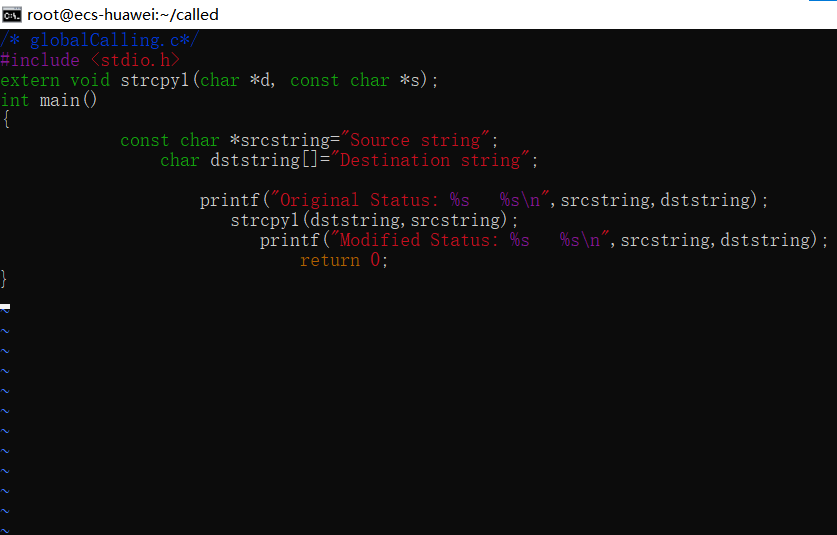 root@ecs-huawei:~/called
/* globalCalling.c*/
#include <stdio.h>
extern void strcpyl(char *d, const char *s);
int main()
{
const char *srcstring="Source string";
char dststring[]="Destination string";
printf("Original Status: %s   %s\n",srcstring,dststring);
strcpyl(dststring,srcstring);
printf("Modified Status: %s   %s\n",srcstring,dststring);
return 0;
}
~
~
~
~
~
~
~
~
~
~
~
~